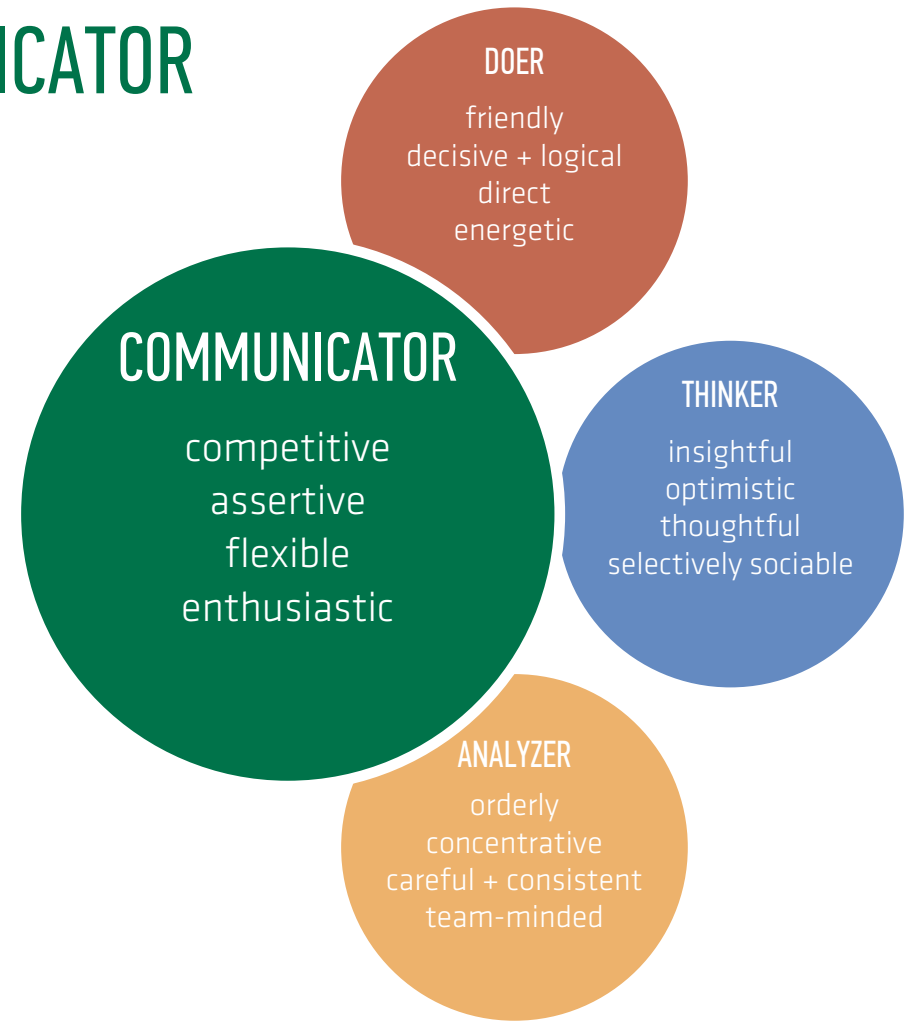 ICATOR
DOER
friendly
decisive + logical
direct
energetic
COMMUNICATOR
competitive
assertive
flexible
enthusiastic
THINKER
insightful
optimistic
thoughtful
selectively sociable
ANALYZER
orderly
concentrative
careful + consistent
team-minded